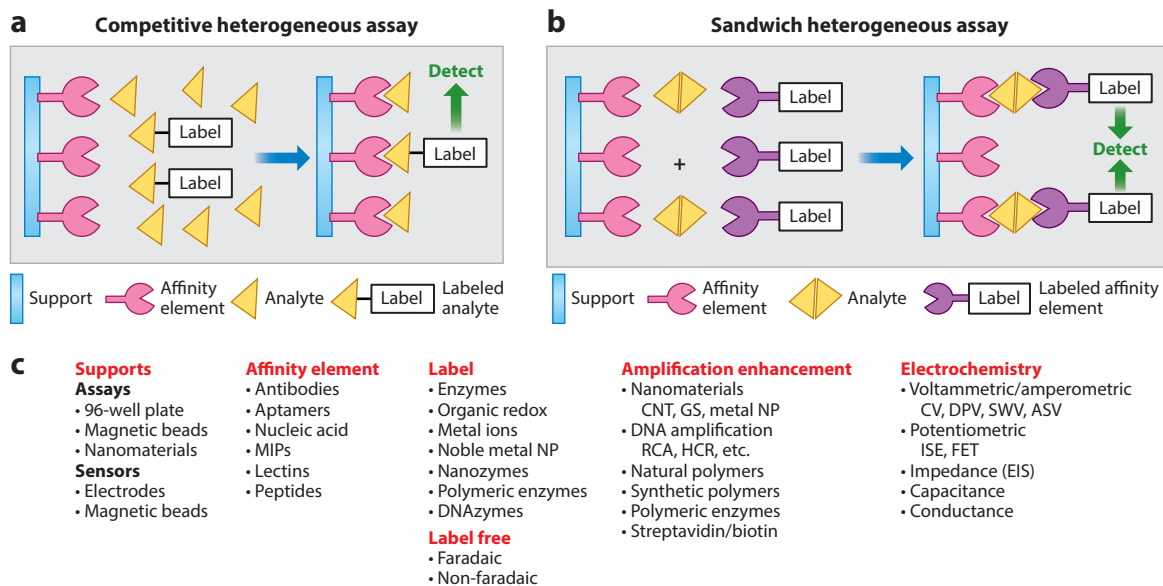 a
Competitive heterogeneous assay
Detect
Label
Label
Label
Support
Affinity
element
Analyte
Label
Labeled
analyte
b
Sandwich heterogeneous assay
Label
Label
+
Label
Label
Detect
Label
Support
Affinity
element
Analyte
Label
Labeled affinity
element
c
Supports
Assays
• 96-well plate
• Magnetic beads
• Nanomaterials
Sensors
• Electrodes
• Magnetic beads
Affinity element
• Antibodies
• Aptamers
• Nucleic acid
• MIPs
• Lectins
• Peptides
Label
• Enzymes
• Organic redox
• Metal ions
• Noble metal NP
• Nanozymes
• Polymeric enzymes
• DNAzymes
Label free
• Faradaic
• Non-faradaic
Amplification enhancement
• Nanomaterials
CNT, GS, metal NP
• DNA amplification
RCA, HCR, etc.
• Natural polymers
• Synthetic polymers
• Polymeric enzymes
• Streptavidin/biotin
Electrochemistry
• Voltammetric/amperometric
CV, DPV, SWV, ASV
• Potentiometric
ISE, FET
• Impedance (EIS)
• Capacitance
• Conductance